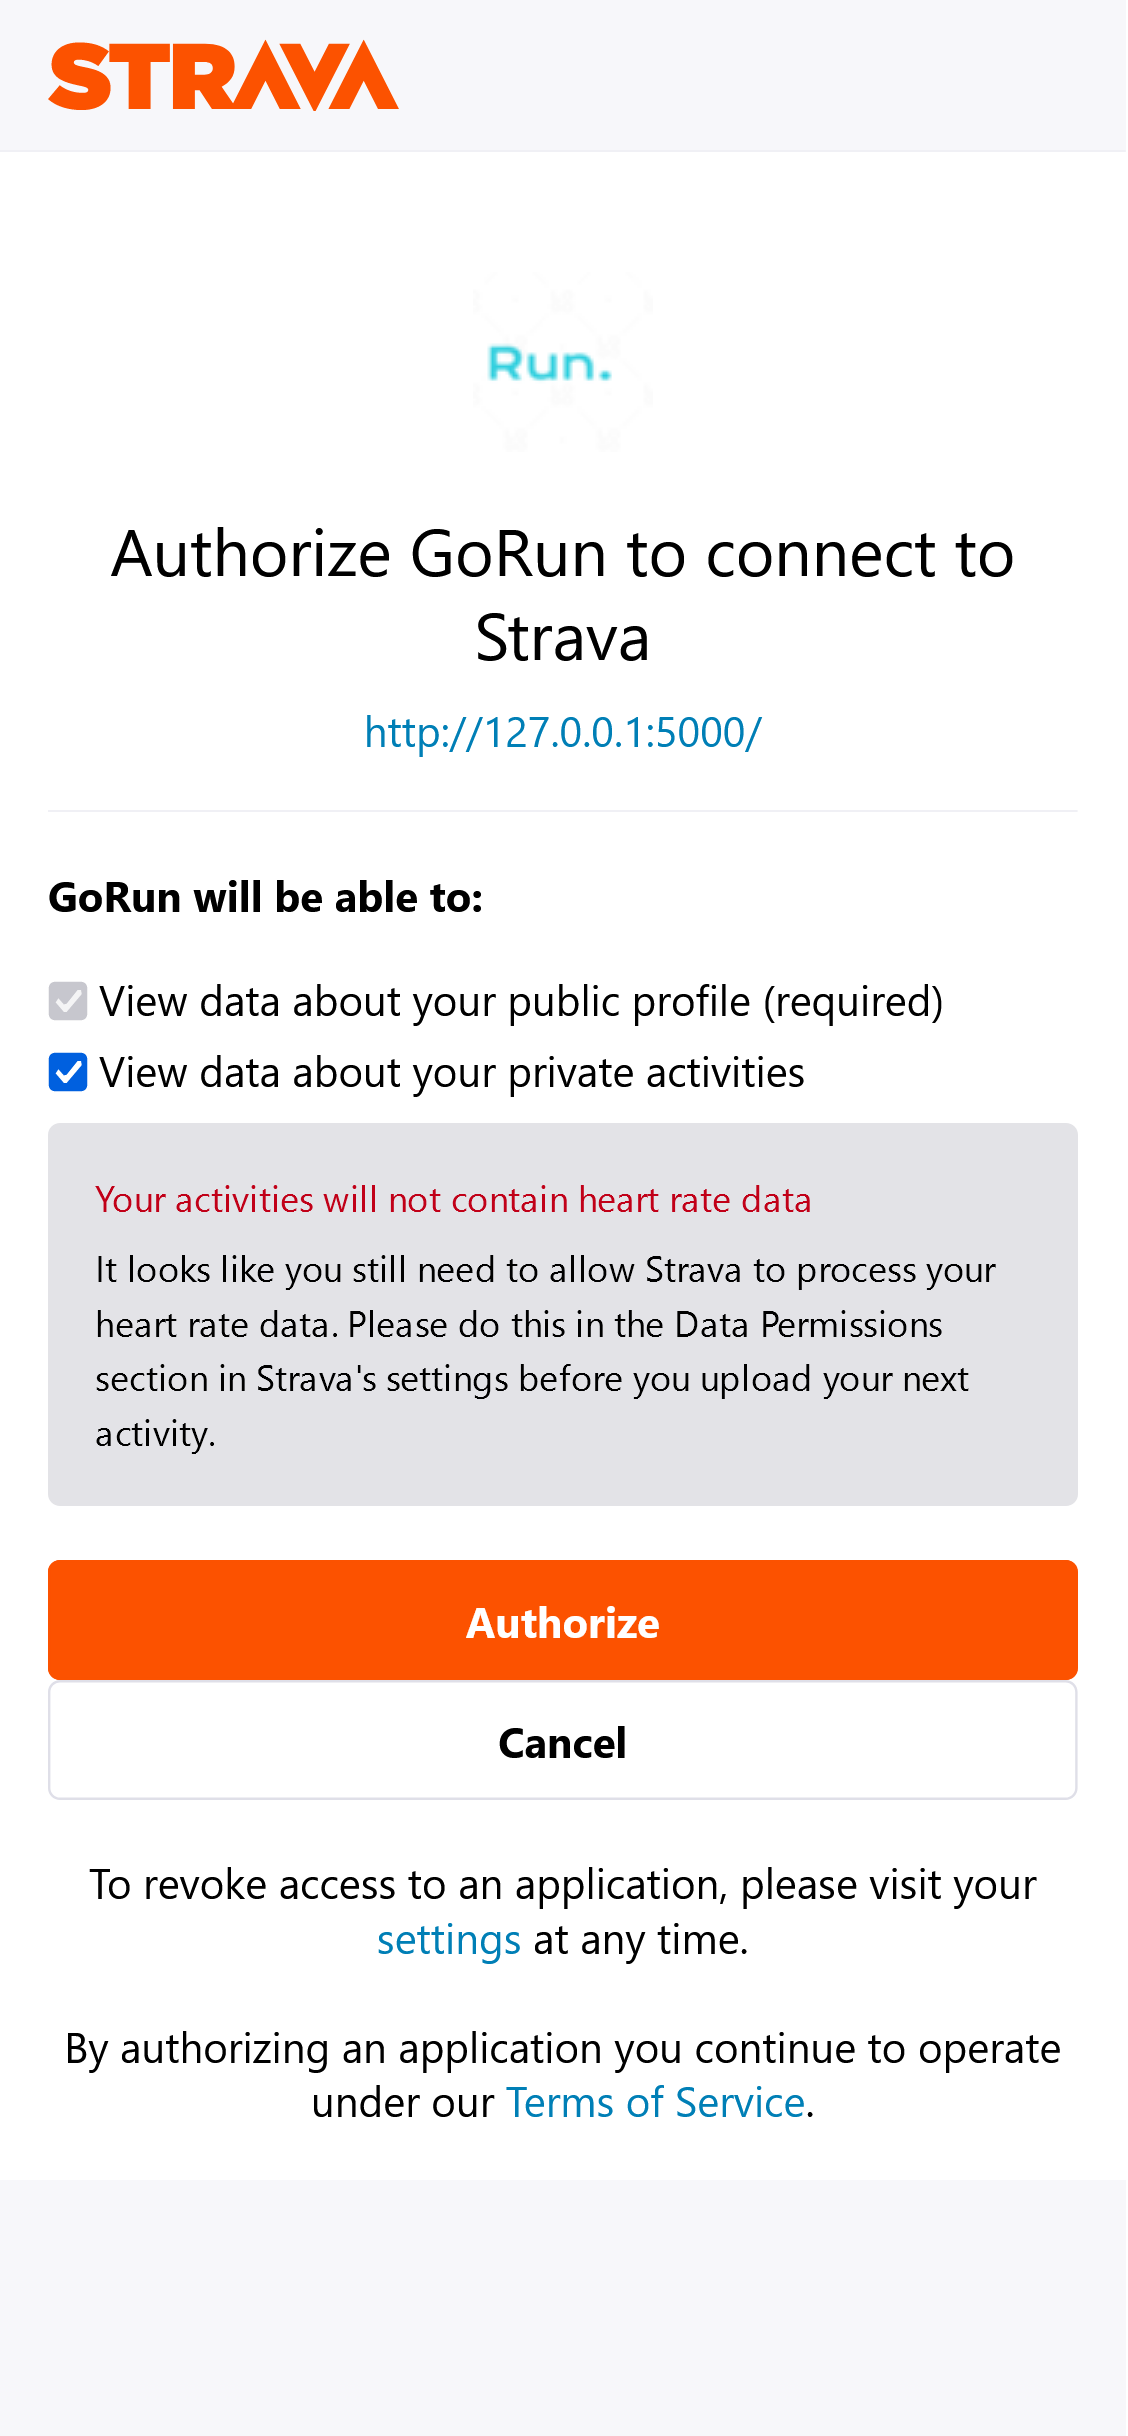 STRAVA
Run.
Authorize GoRun to connect to
Strava
http://127.0.0.1:5000/
GoRun will be able to:
View data about your public profile (required)
View data about your private activities
Your activities will not contain heart rate data
It looks like you still need to allow Strava to process your
heart rate data. Please do this in the Data Permissions
section in Strava's settings before you upload your next
activity.
Authorize
Cancel
To revoke access to an application, please visit your
settings at any time.
By authorizing an application you continue to operate
under our Terms of Service.